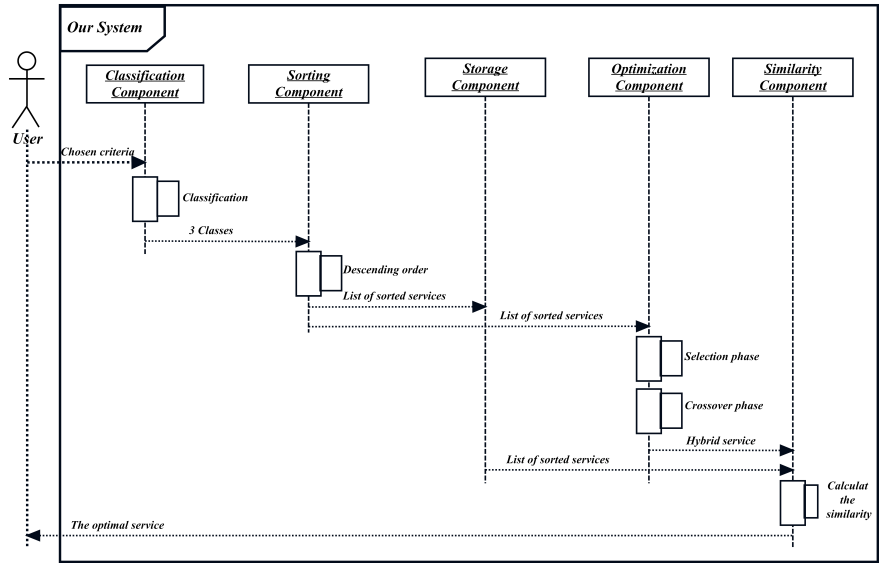 Our System
Classification
Component
Sorting
Component
Storage
Component
Optimization
Component
Similarity
Component
User
Chosen criteria
Classification
3 Classes
Descending order
List of sorted services
List of sorted services
Selection phase
Crossover phase
Hybrid service
List of sorted services
Calculat
the
similarity
The optimal service